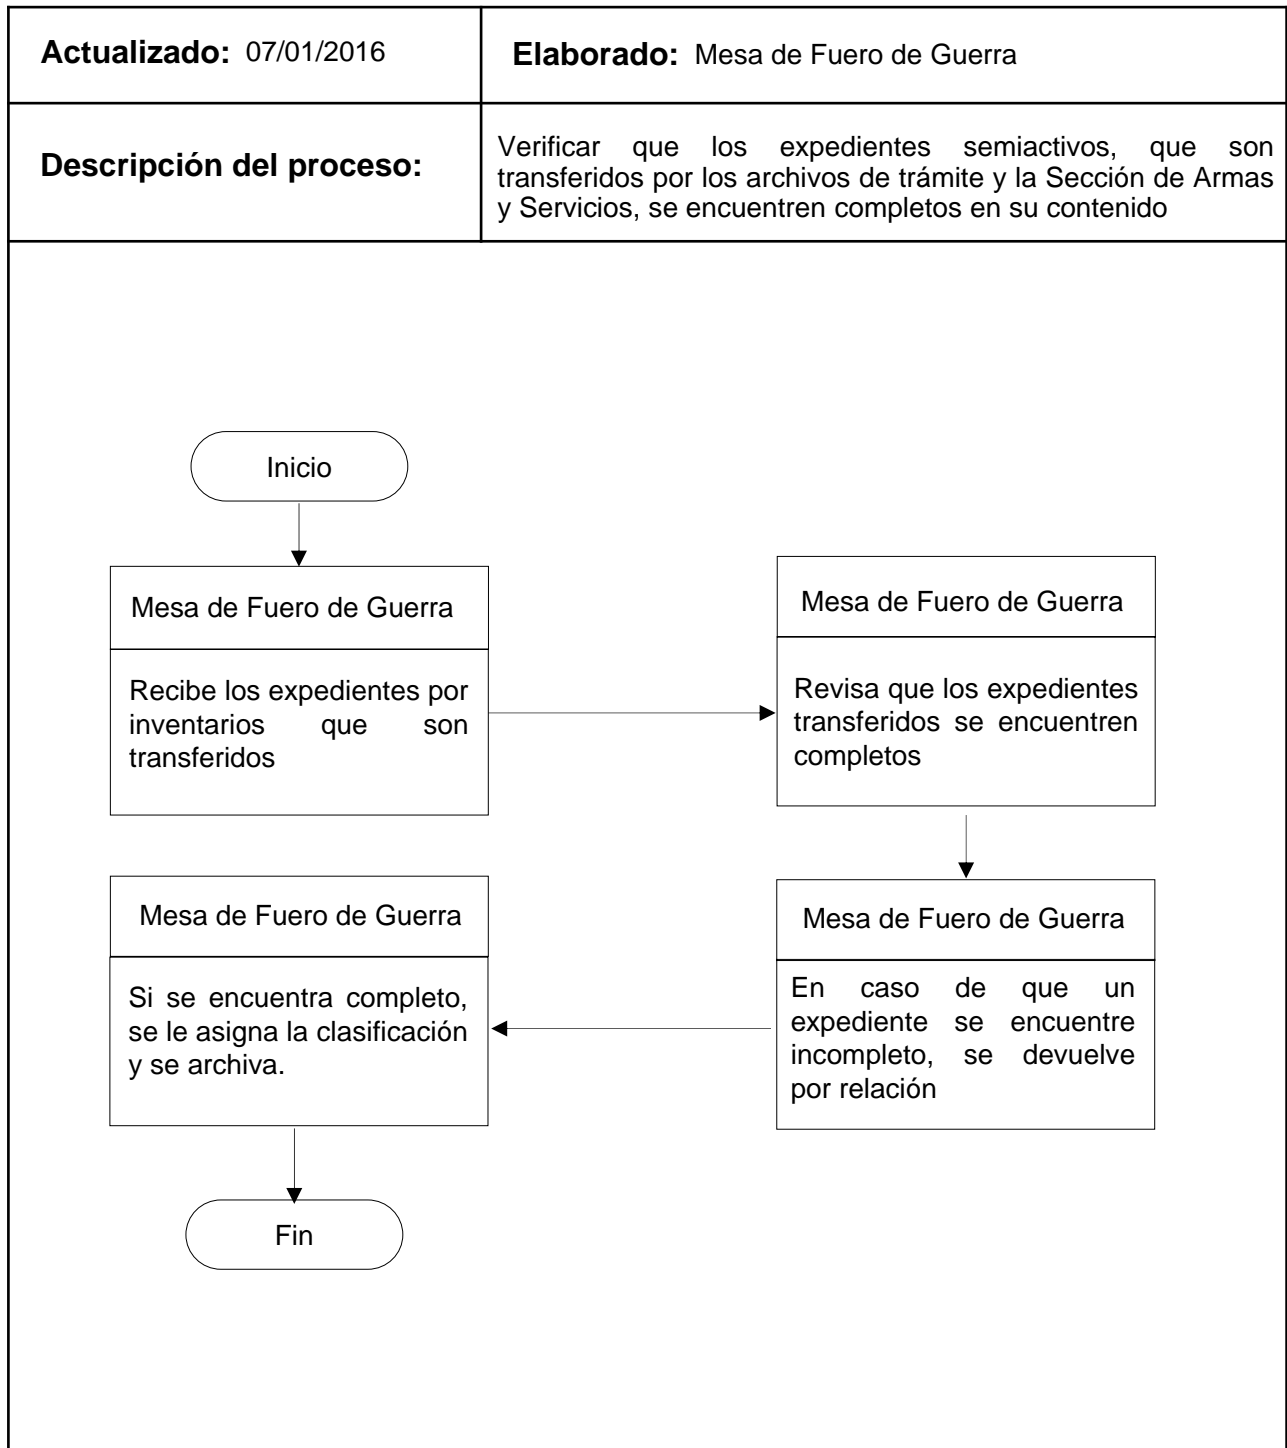 Actualizado: 07/01/2016
Elaborado: Mesa de Fuero de Guerra
Descripción del proceso:
Verificar que los expedientes semiactivos, que son
transferidos por los archivos de trámite y la Sección de Armas
y Servicios, se encuentren completos en su contenido
Inicio
Mesa de Fuero de Guerra
Recibe los expedientes por
inventarios que son
transferidos
Mesa de Fuero de Guerra
Revisa que los expedientes
transferidos se encuentren
completos
Mesa de Fuero de Guerra
En caso de que un
expediente se encuentre
incompleto, se devuelve
por relación
Mesa de Fuero de Guerra
Si se encuentra completo,
se le asigna la clasificación
y se archiva.
Fin